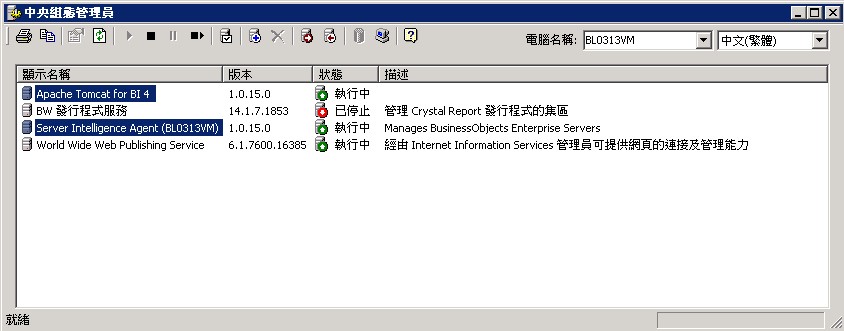 中央組態管理員
電腦名稱: BL0313VM 中文(繁體)
顯示名稱 版本 狀態 描述
Apache Tomcat for BI 4 1.0.15.0 執行中
BW 發行程式服務 14.1.7.1853 已停止 管理 Crystal Report 發行程式的集區
Server Intelligence Agent (BL0313VM) 1.0.15.0 執行中 Manages BusinessObjects Enterprise Servers
World Wide Web Publishing Service 6.1.7600.16385 執行中 經由 Internet Information Services 管理員可提供網頁的連接及管理能力
就緒